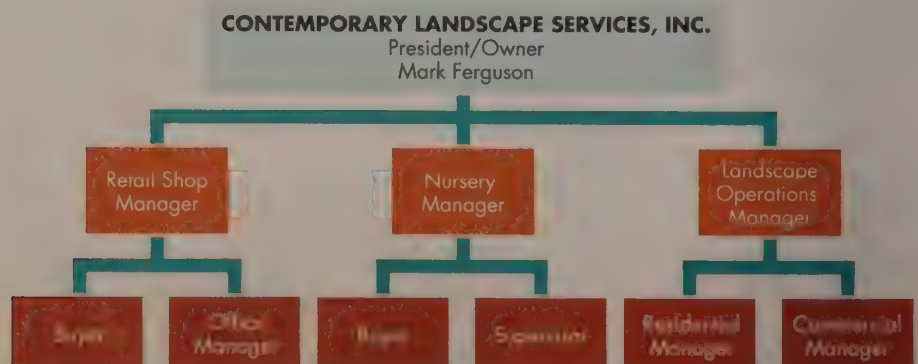 CONTEMPORARY LANDSCAPE SERVICES, INC.
President/Owner
Mark Ferguson
Retail Shop
Manager
Nursery
Manager
Landscape
Operations
Manager
Office
Manager
Residential
Manager
Commercial
Manager